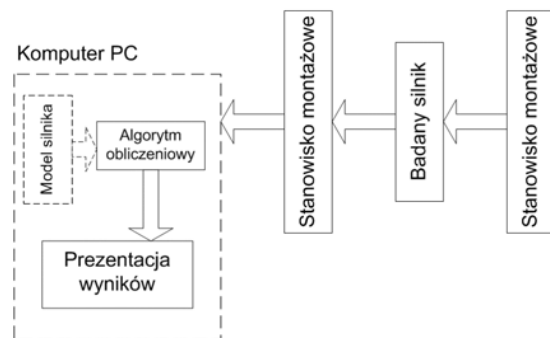 Komputer PC
Model silnika
Algorytm
obliczeniowy
Prezentacja
wyników
Stanowisko montażowe
Badany silnik
Stanowisko montażowe